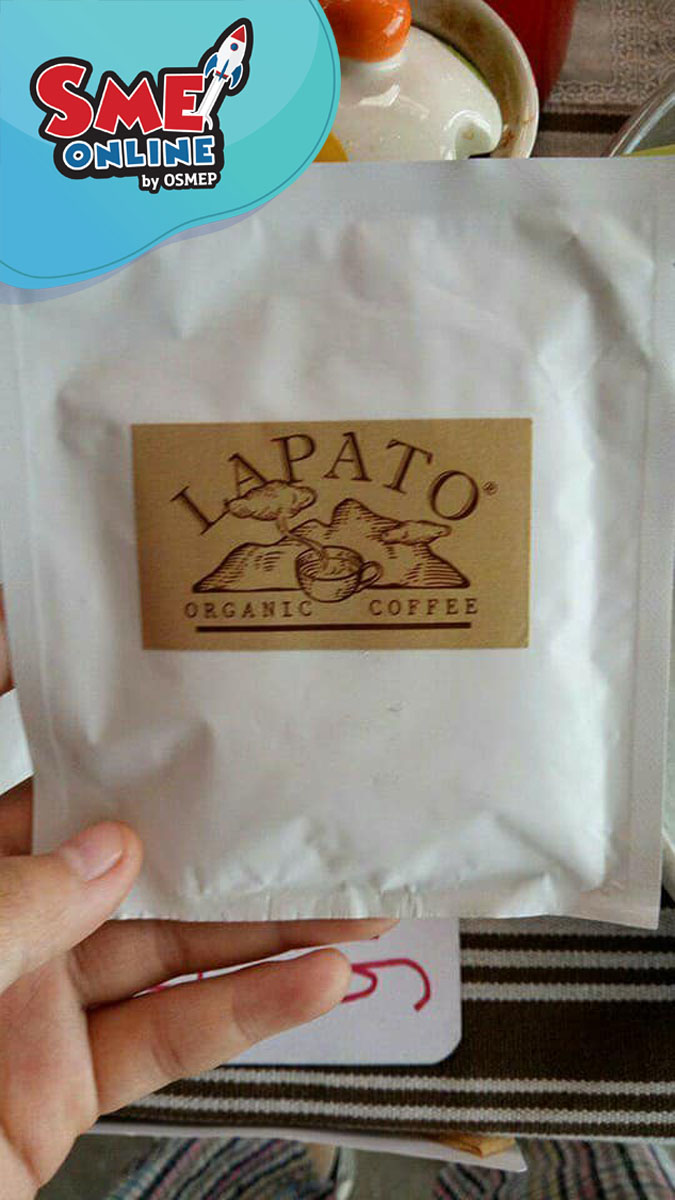 SME
ONLINE
by OSMEP
LAPATO®
ORGANIC COFFEE